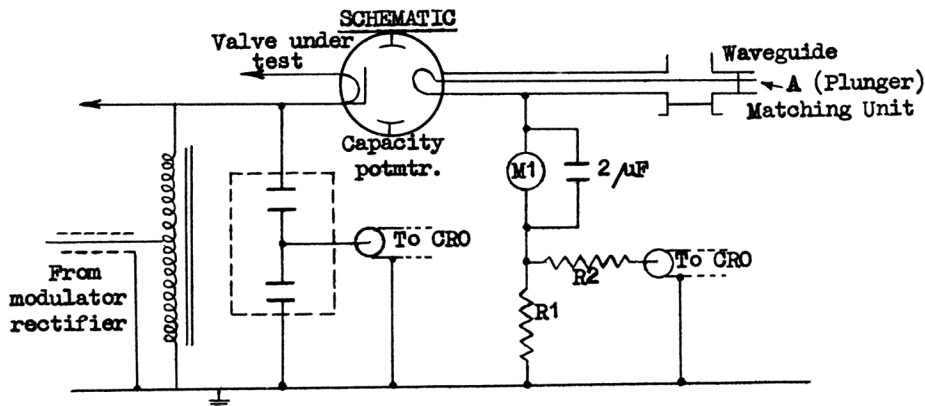 SCHEMATIC
Valve under
test
Waveguide
A (Plunger)
Matching Unit
Capacity
potmtr.
M1
2 µF
To CRO
To CRO
R2
R1
From
modulator
rectifier